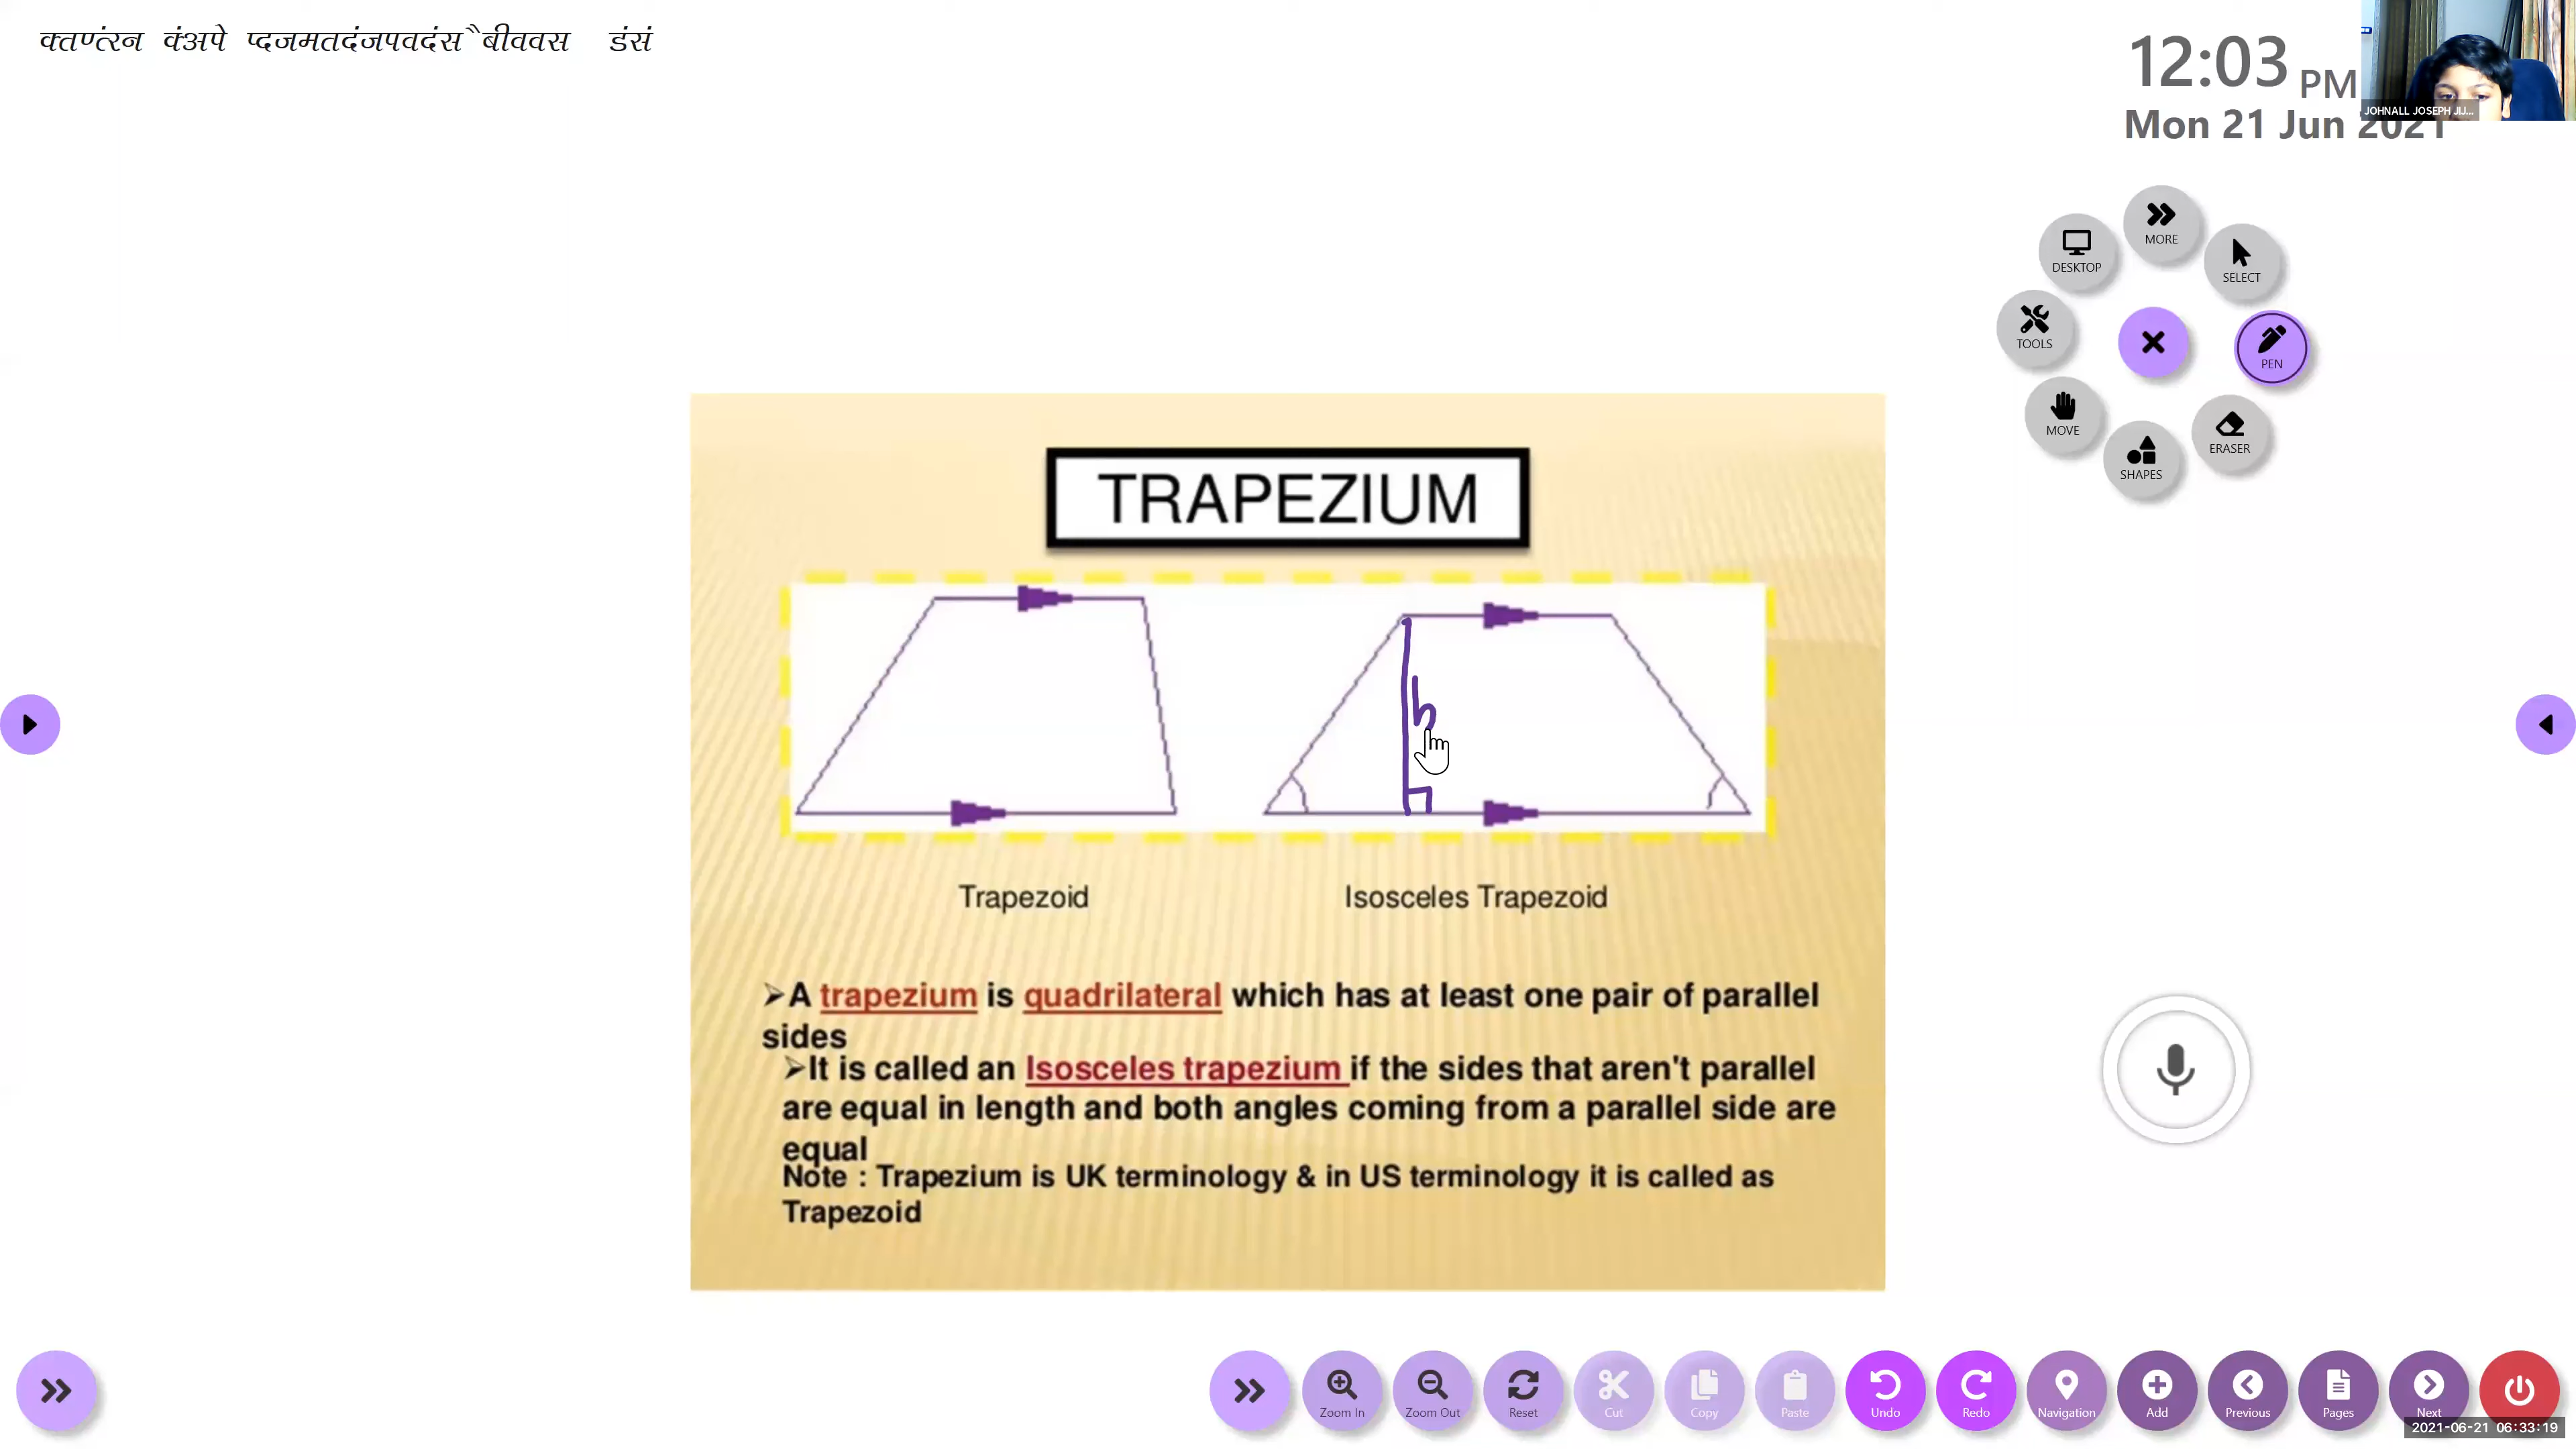 क्तण्तंरन कंअपे प्दजमतदंजपवदंस ैबीववस डंसं
12:03 PM
Mon 21 Jun 2021
JOHNALL JOSEPH JIJ...
MORE
DESKTOP
SELECT
TOOLS
PEN
MOVE
ERASER
SHAPES
TRAPEZIUM
h
Trapezoid
Isosceles Trapezoid
➢A trapezium is quadrilateral which has at least one pair of parallel
sides
➢It is called an Isosceles trapezium if the sides that aren't parallel
are equal in length and both angles coming from a parallel side are
equal
Note : Trapezium is UK terminology & in US terminology it is called as
Trapezoid
Zoom In
Zoom Out
Reset
Cut
Copy
Paste
Undo
Redo
Navigation
Add
Previous
Pages
Next
2021-06-21 06:33:19